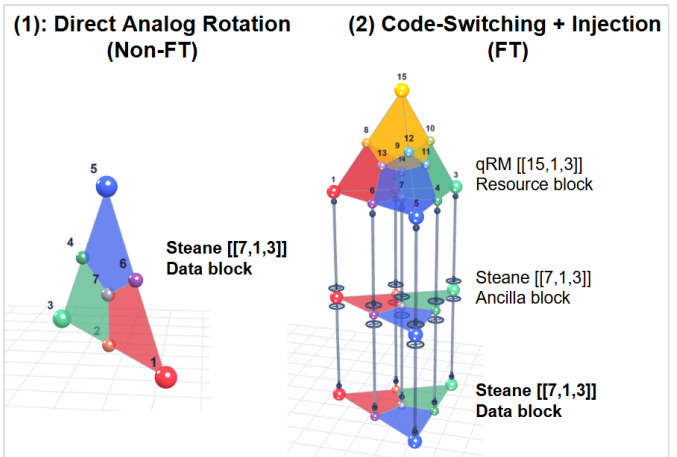 (1): Direct Analog Rotation
(Non-FT)
5
4
7
6
3
2
1
Steane [[7,1,3]]
Data block
(2) Code-Switching + Injection
(FT)
15
8
12
10
9
13
11
14
1
7
3
6
4
5
qRM [[15,1,3]]
Resource block
Steane [[7,1,3]]
Ancilla block
Steane [[7,1,3]]
Data block